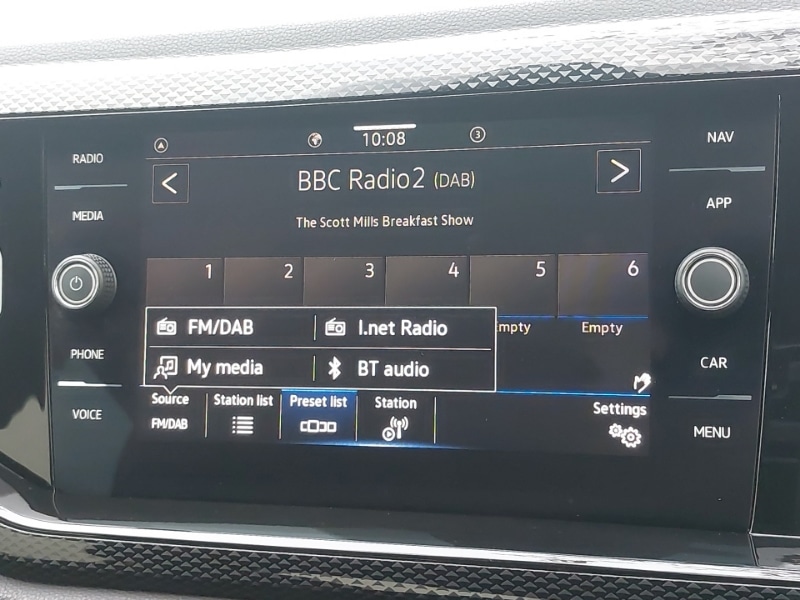 RADIO
MEDIA
PHONE
VOICE
10:08
3
NAV
APP
CAR
MENU
< BBC Radio2 (DAB) >
The Scott Mills Breakfast Show
1 2 3 4 5 6
FM/DAB I.net Radio
Empty
My media BT audio
Source Station list Preset list Station Settings
FM/DAB